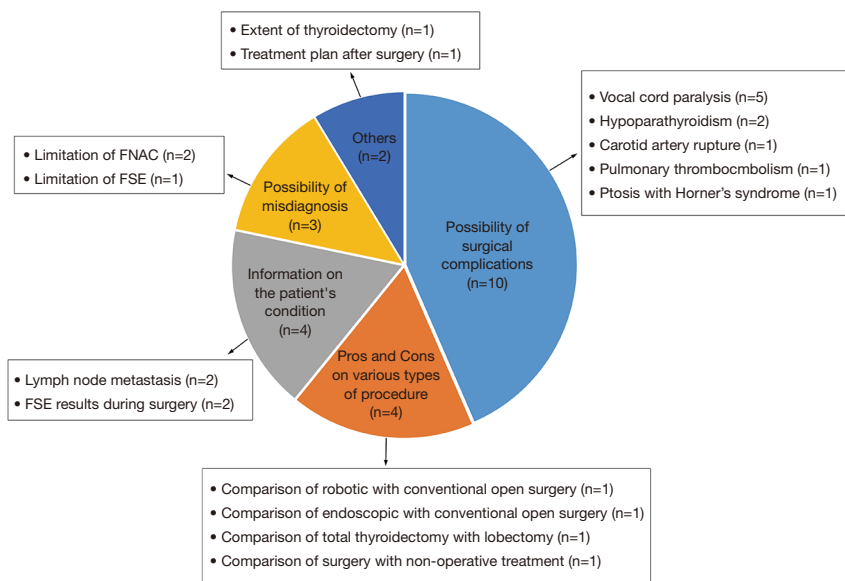 • Extent of thyroidectomy (n=1)
• Treatment plan after surgery (n=1)
• Vocal cord paralysis (n=5)
• Hypoparathyroidism (n=2)
• Carotid artery rupture (n=1)
• Pulmonary thrombocmbolism (n=1)
• Ptosis with Horner's syndrome (n=1)
• Limitation of FNAC (n=2)
• Limitation of FSE (n=1)
Others
(n=2)
Possibility of
misdiagnosis
(n=3)
Possibility of
surgical
complications
(n=10)
Information on
the patient's
condition
(n=4)
Pros and Cons
on various types
of procedure
(n=4)
• Lymph node metastasis (n=2)
• FSE results during surgery (n=2)
• Comparison of robotic with conventional open surgery (n=1)
• Comparison of endoscopic with conventional open surgery (n=1)
• Comparison of total thyroidectomy with lobectomy (n=1)
• Comparison of surgery with non-operative treatment (n=1)